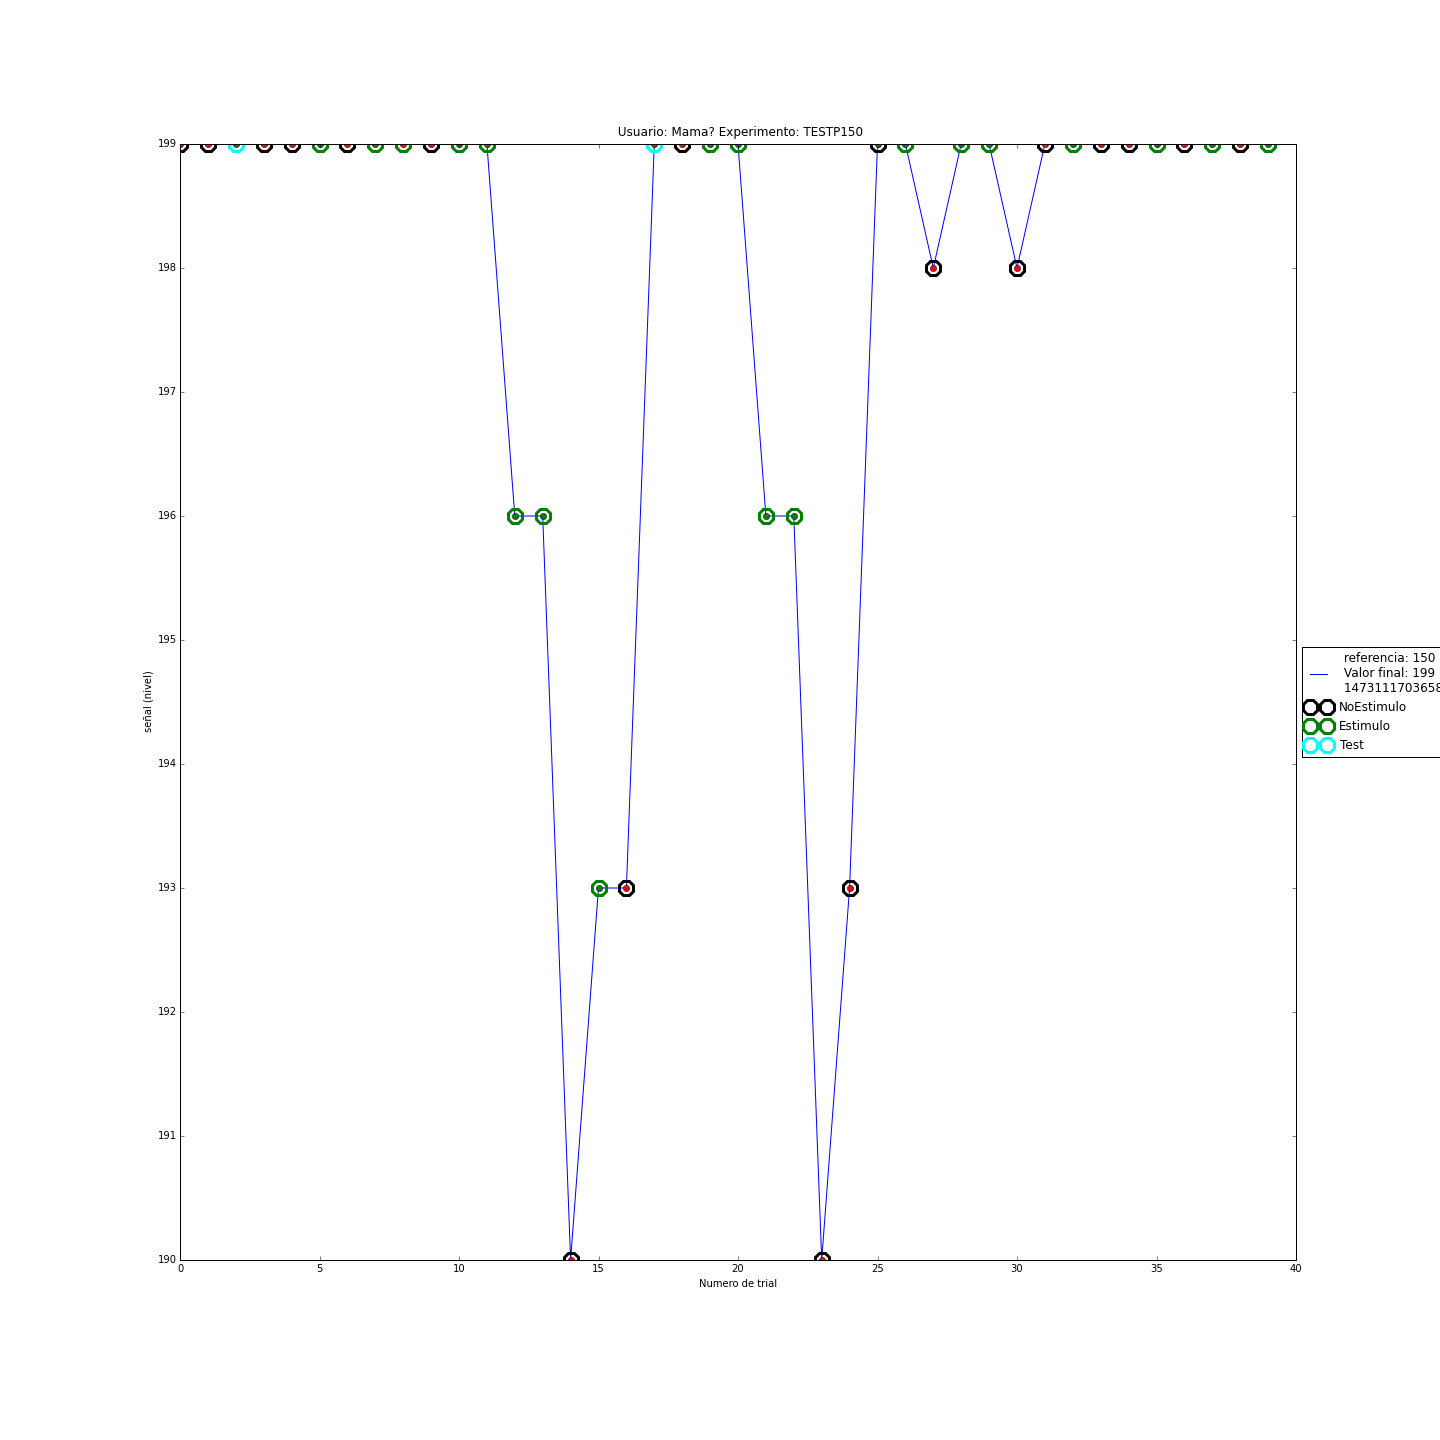 Usuario: Mama? Experimento: TESTP150
199
198
197
196
195
194
193
192
191
190
señal (nivel)
0 5 10 15 20 25 30 35 40
Numero de trial
referencia: 150
Valor final: 199
1473111703658
NoEstimulo
Estimulo
Test